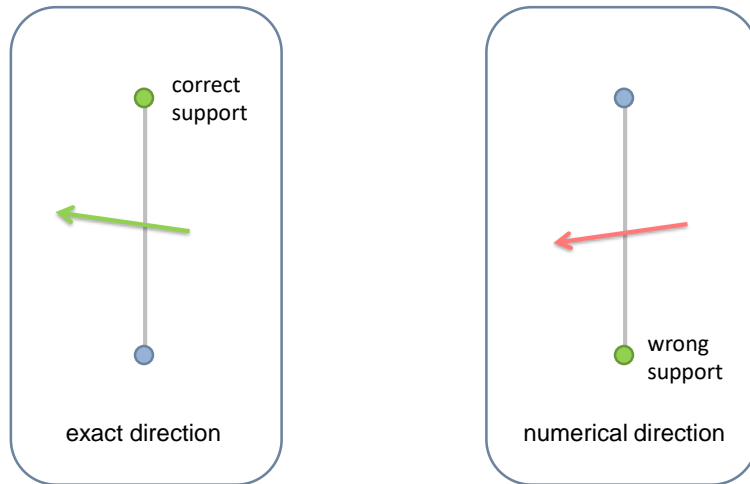 correct
support
exact direction
wrong
support
numerical direction